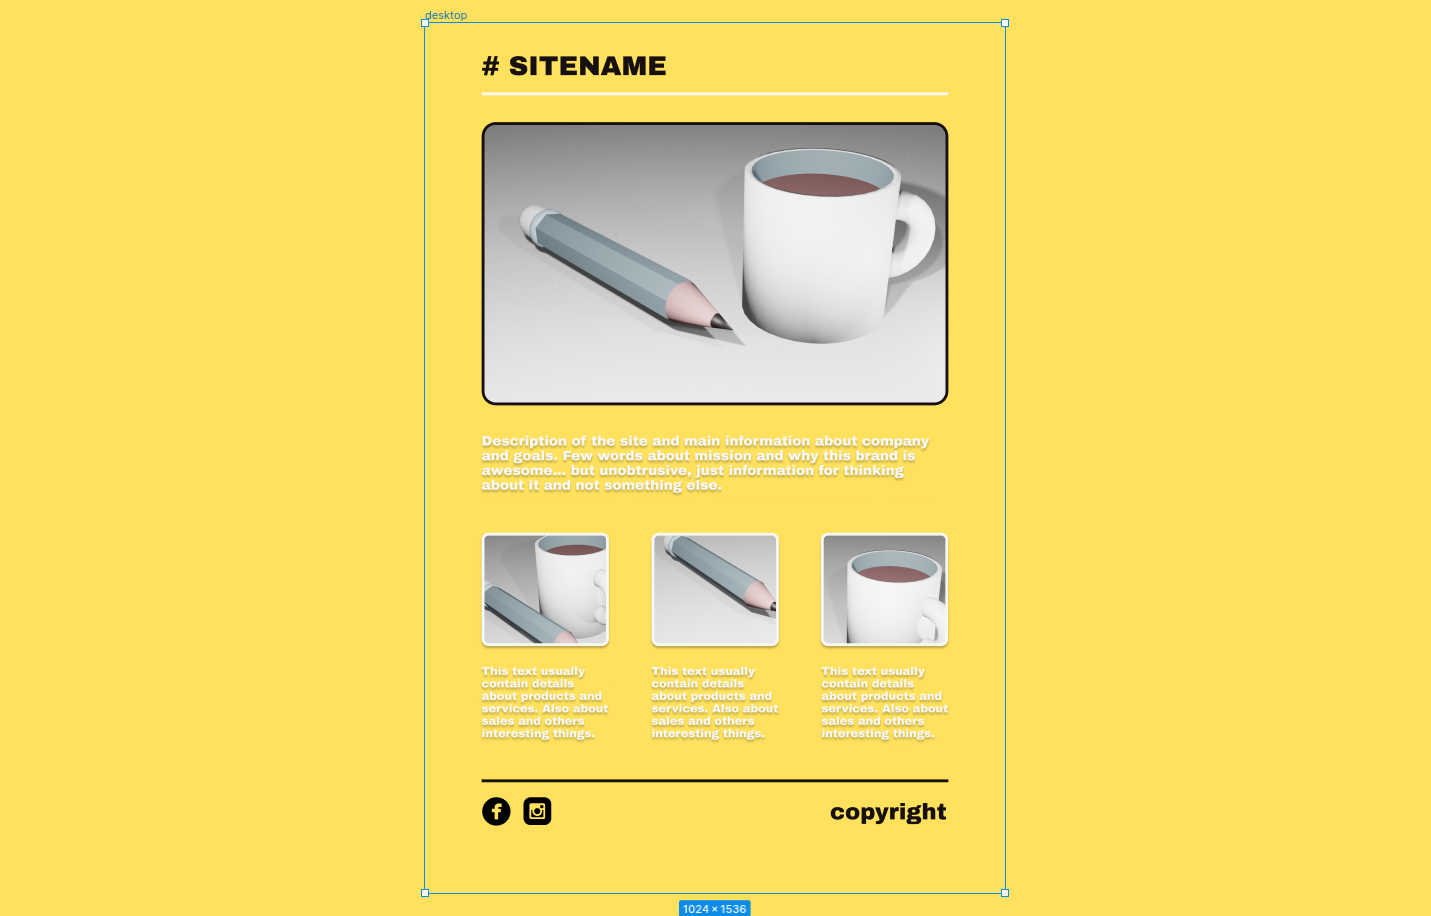 desktop
# SITENAME
Description of the site and main information about company
and goals. Few words about mission and why this brand is
awesome... but unobtrusive, just information for thinking
about it and not something else.
This text usually
contain details
about products and
services. Also about
sales and others
interesting things.
This text usually
contain details
about products and
services. Also about
sales and others
interesting things.
This text usually
contain details
about products and
services. Also about
sales and others
interesting things.
copyright
1024 × 1536